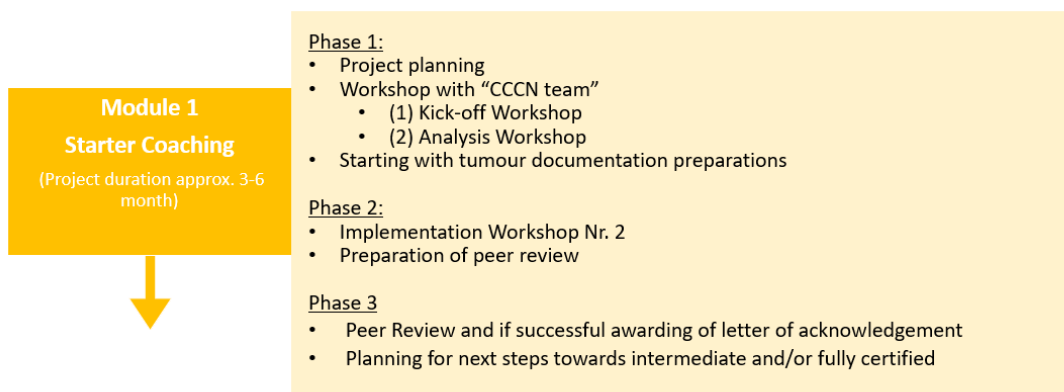 Module 1
Starter Coaching
(Project duration approx. 3-6
month)
Phase 1:
• Project planning
• Workshop with “CCCN team”
• (1) Kick-off Workshop
• (2) Analysis Workshop
• Starting with tumour documentation preparations
Phase 2:
• Implementation Workshop Nr. 2
• Preparation of peer review
Phase 3
• Peer Review and if successful awarding of letter of acknowledgement
• Planning for next steps towards intermediate and/or fully certified